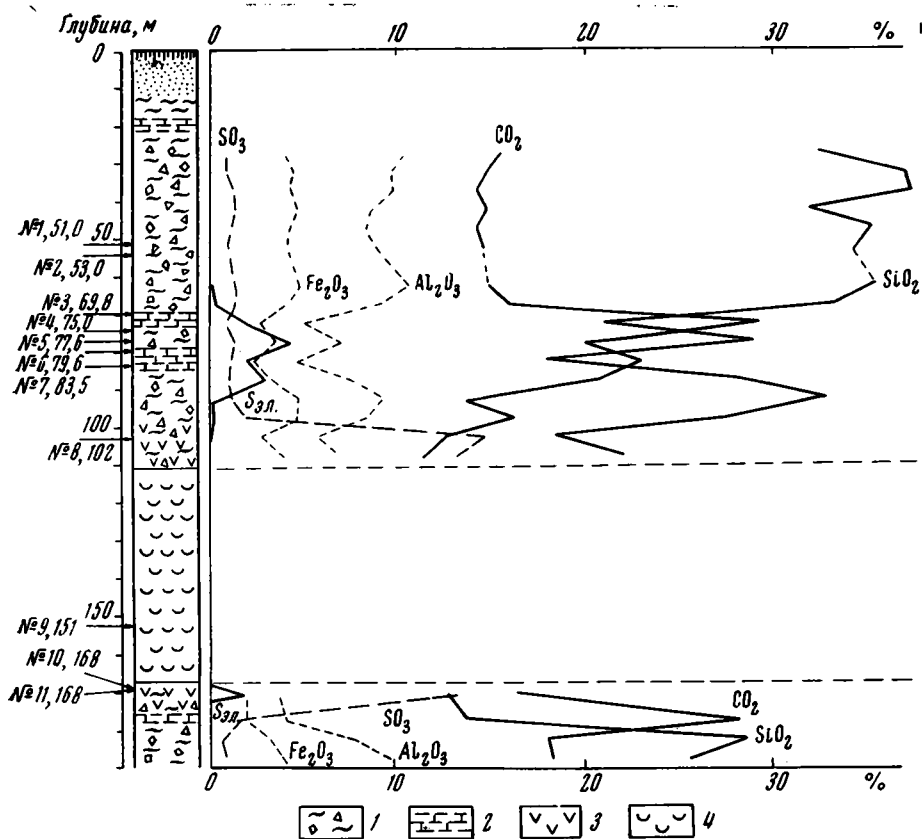 Глубина, м
0 10 20 30 %
0
SO₃
CO₂
№1, 51,0
50
№2, 53,0
Fe₂O₃
Al₂O₃
SiO₂
№3, 69,8
№4, 75,0
№5, 77,6
№6, 79,6
№7, 83,5
Sэл.
100
№8, 102
150
№9, 151
№10, 168
№11, 168
Sэл.
SO₃
CO₂
SiO₂
Fe₂O₃
Al₂O₃
0 10 20 30 %
1 2 3 4